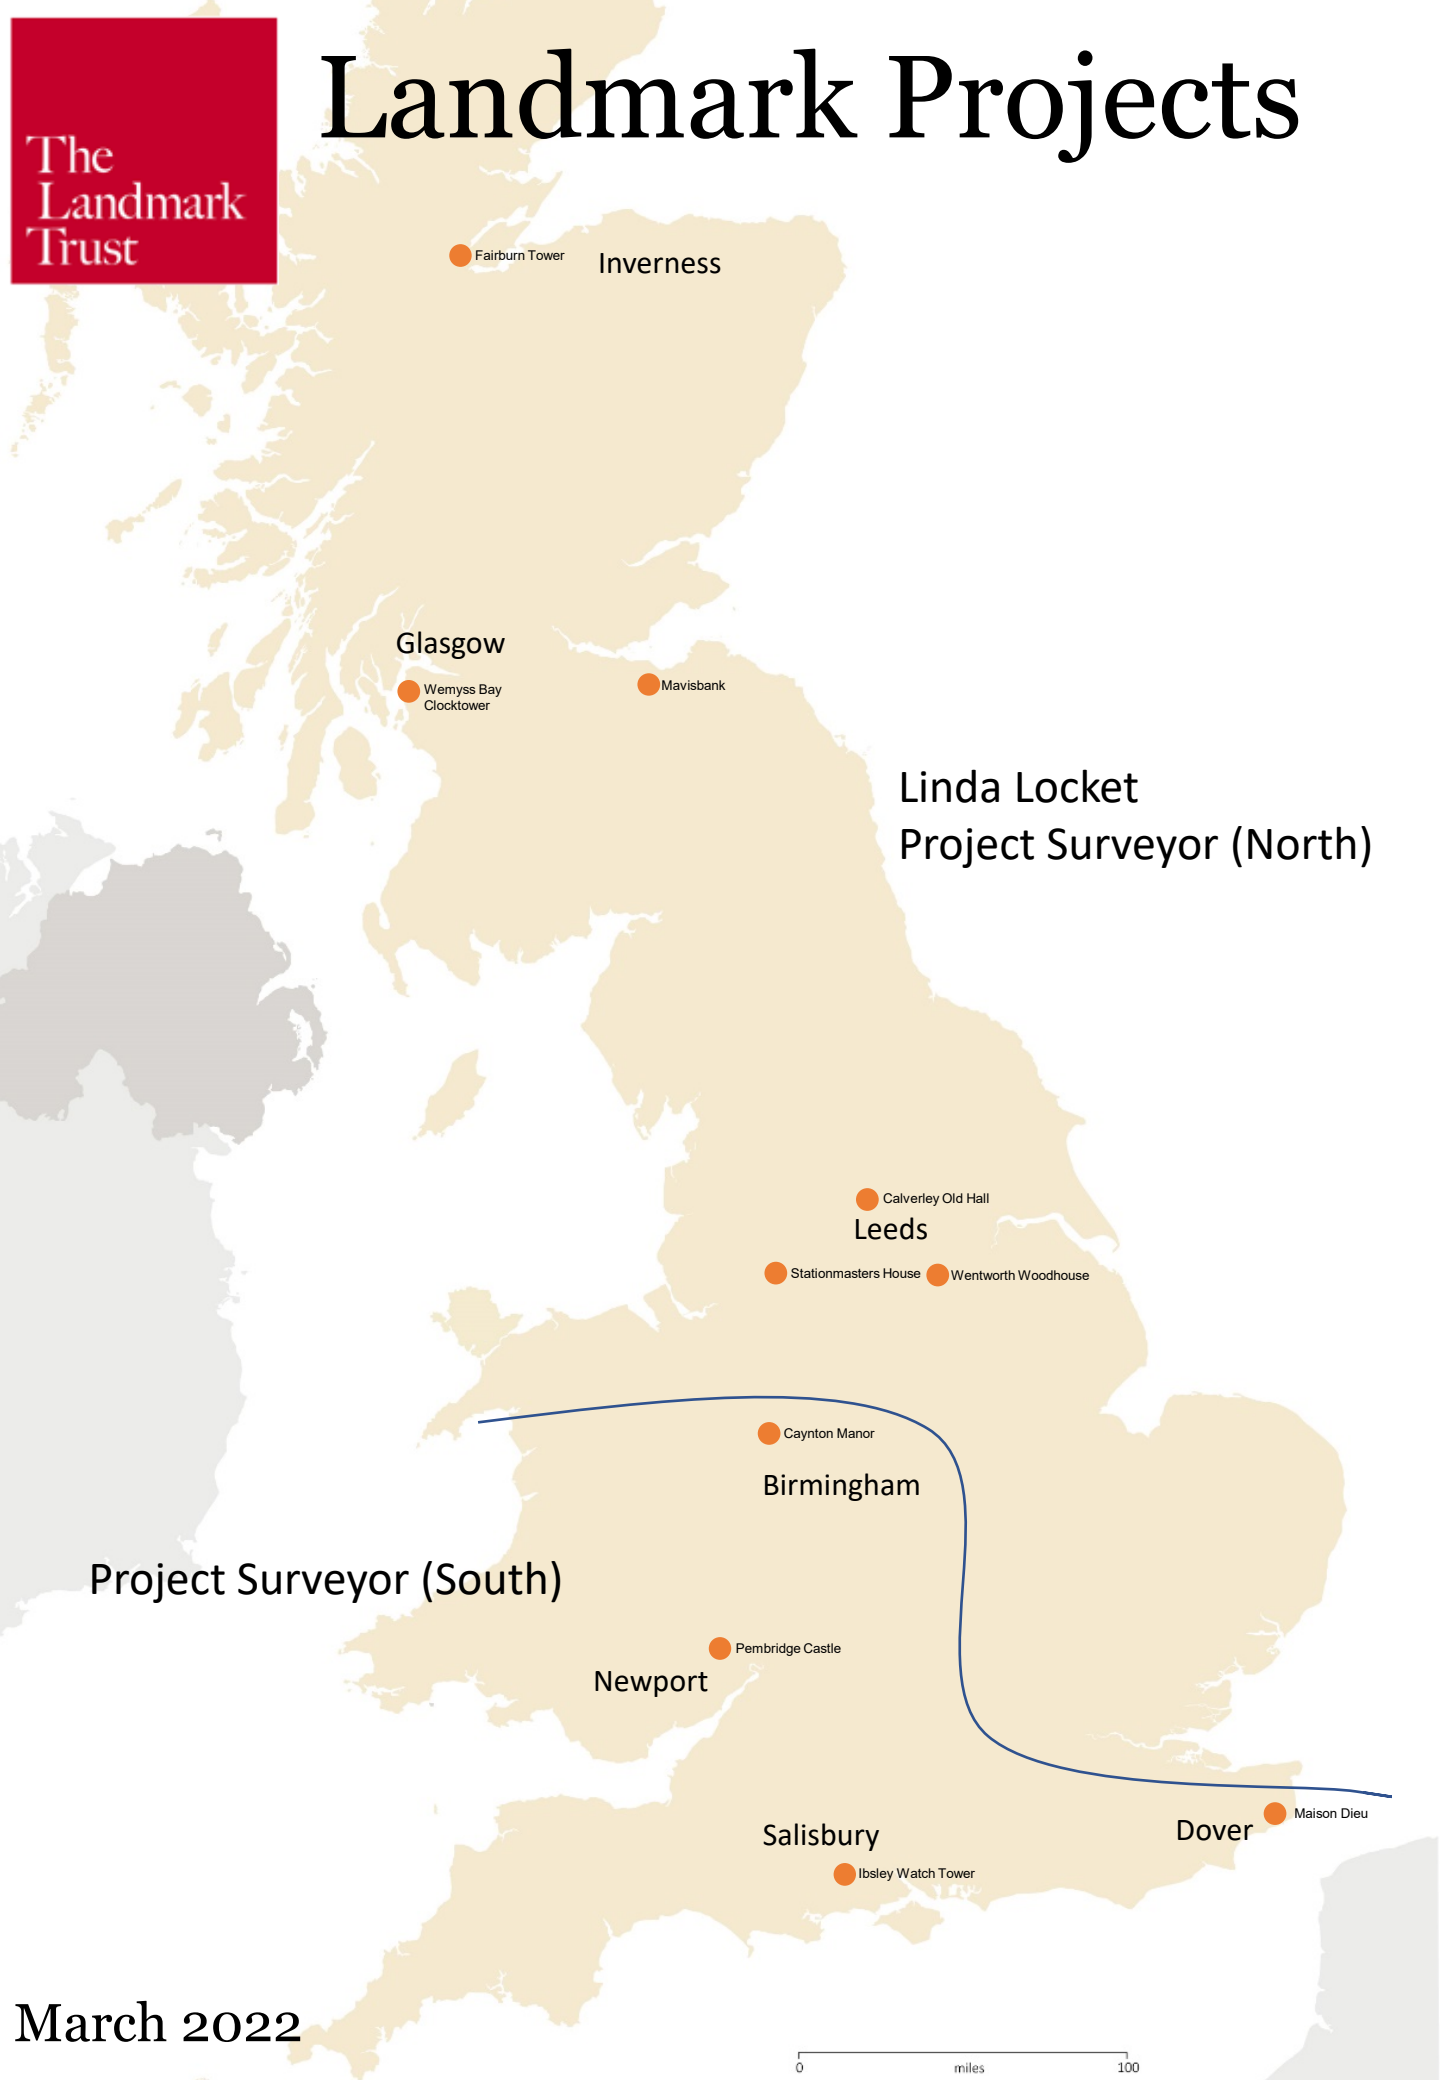 The
Landmark
Trust
Landmark Projects
Fairburn Tower
Inverness
Glasgow
Wemyss Bay
Clocktower
Mavisbank
Linda Locket
Project Surveyor (North)
Calverley Old Hall
Leeds
Stationmasters House
Wentworth Woodhouse
Caynton Manor
Birmingham
Project Surveyor (South)
Pembridge Castle
Newport
Maison Dieu
Dover
Salisbury
Ibsley Watch Tower
March 2022
0 miles 100